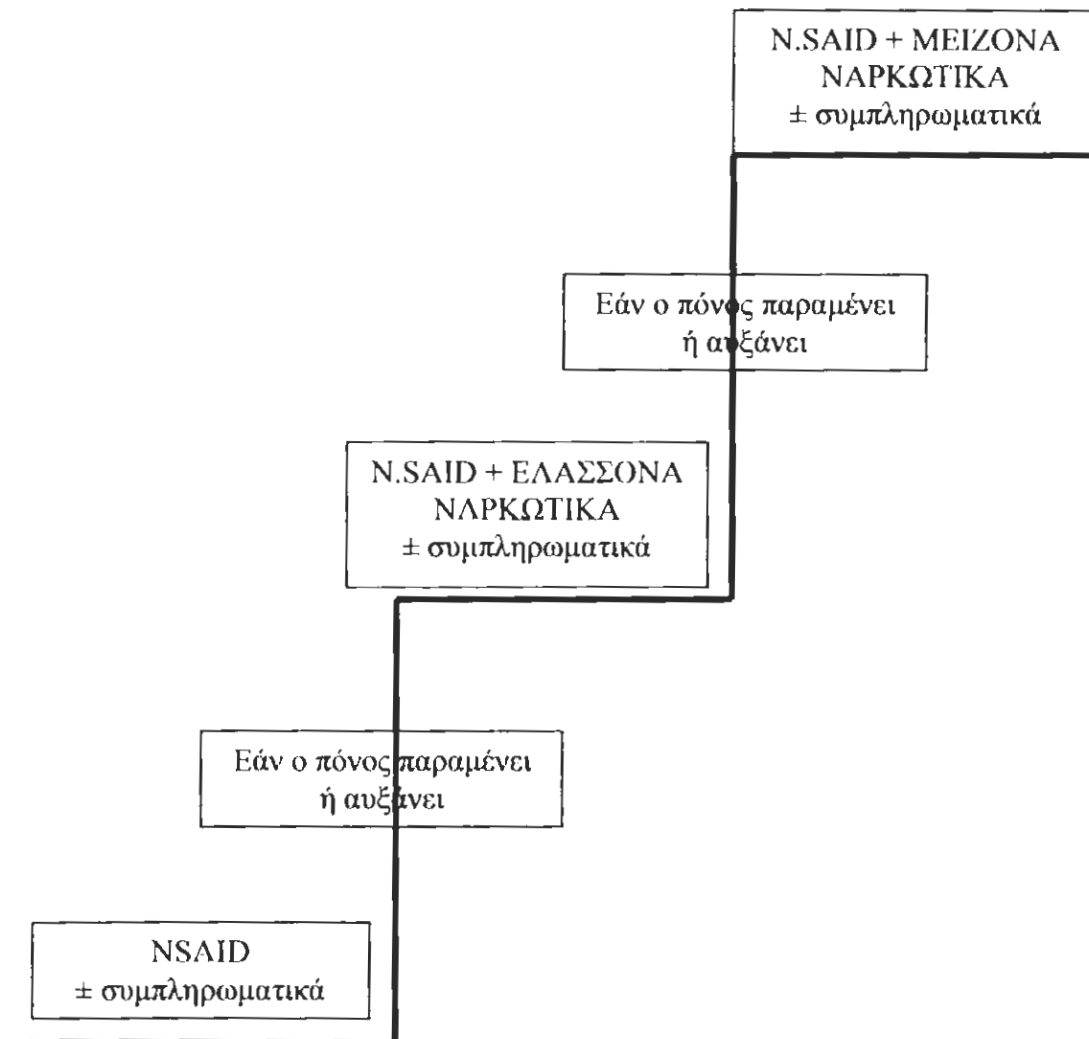 N.SAID + ΜΕΙΖΟΝΑ
ΝΑΡΚΩΤΙΚΑ
± συμπληρωματικά
Εάν ο πόνος παραμένει
ή αυξάνει
N.SAID + ΕΛΑΣΣΟΝΑ
ΝΑΡΚΩΤΙΚΑ
± συμπληρωματικά
Εάν ο πόνος παραμένει
ή αυξάνει
NSAID
± συμπληρωματικά